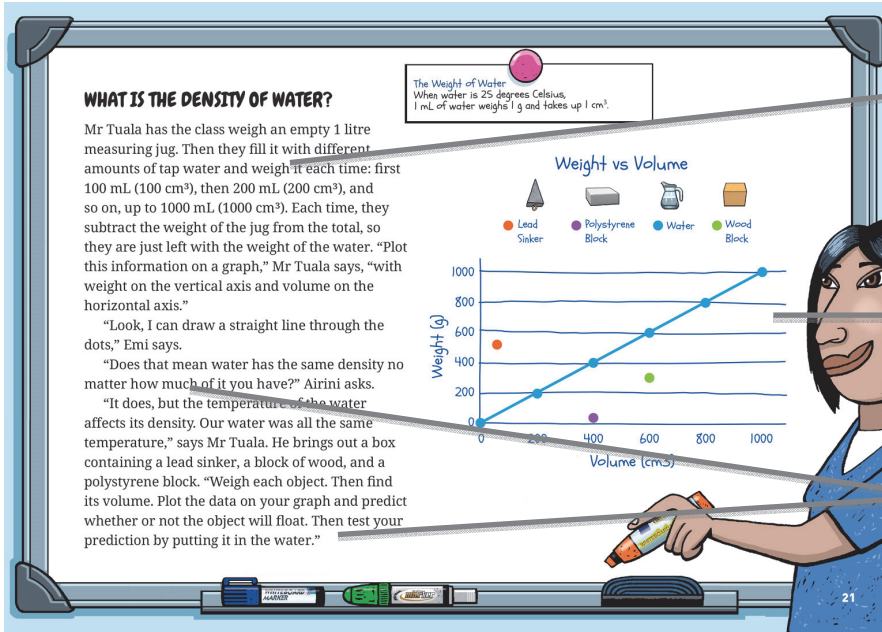 WHAT IS THE DENSITY OF WATER?
Mr Tuala has the class weigh an empty 1 litre
measuring jug. Then they fill it with different
amounts of tap water and weigh it each time: first
100 mL (100 cm³), then 200 mL (200 cm³), and
so on, up to 1000 mL (1000 cm³). Each time, they
subtract the weight of the jug from the total, so
they are just left with the weight of the water. “Plot
this information on a graph,” Mr Tuala says, “with
weight on the vertical axis and volume on the
horizontal axis.”
“Look, I can draw a straight line through the
dots,” Emi says.
“Does that mean water has the same density no
matter how much of it you have?” Airini asks.
“It does, but the temperature of the water
affects its density. Our water was all the same
temperature,” says Mr Tuala. He brings out a box
containing a lead sinker, a block of wood, and a
polystyrene block. “Weigh each object. Then find
its volume. Plot the data on your graph and predict
whether or not the object will float. Then test your
prediction by putting it in the water.”
The Weight of Water
When water is 25 degrees Celsius,
1 mL of water weighs 1 g and takes up 1 cm³.
Weight vs Volume
Lead
Sinker
Polystyrene
Block
Water
Wood
Block
Weight (g)
1000
800
600
400
200
0
0 200 400 600 800 1000
Volume (cm3)
WHITEBOARD
MARKER
marker
21